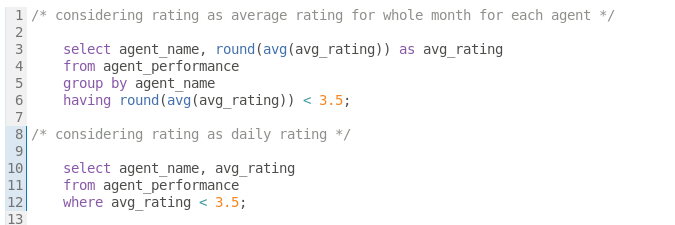 1 /* considering rating as average rating for whole month for each agent */
2
3 select agent_name, round(avg(avg_rating)) as avg_rating
4 from agent_performance
5 group by agent_name
6 having round(avg(avg_rating)) < 3.5;
7
8 /* considering rating as daily rating */
9
10 select agent_name, avg_rating
11 from agent_performance
12 where avg_rating < 3.5;
13